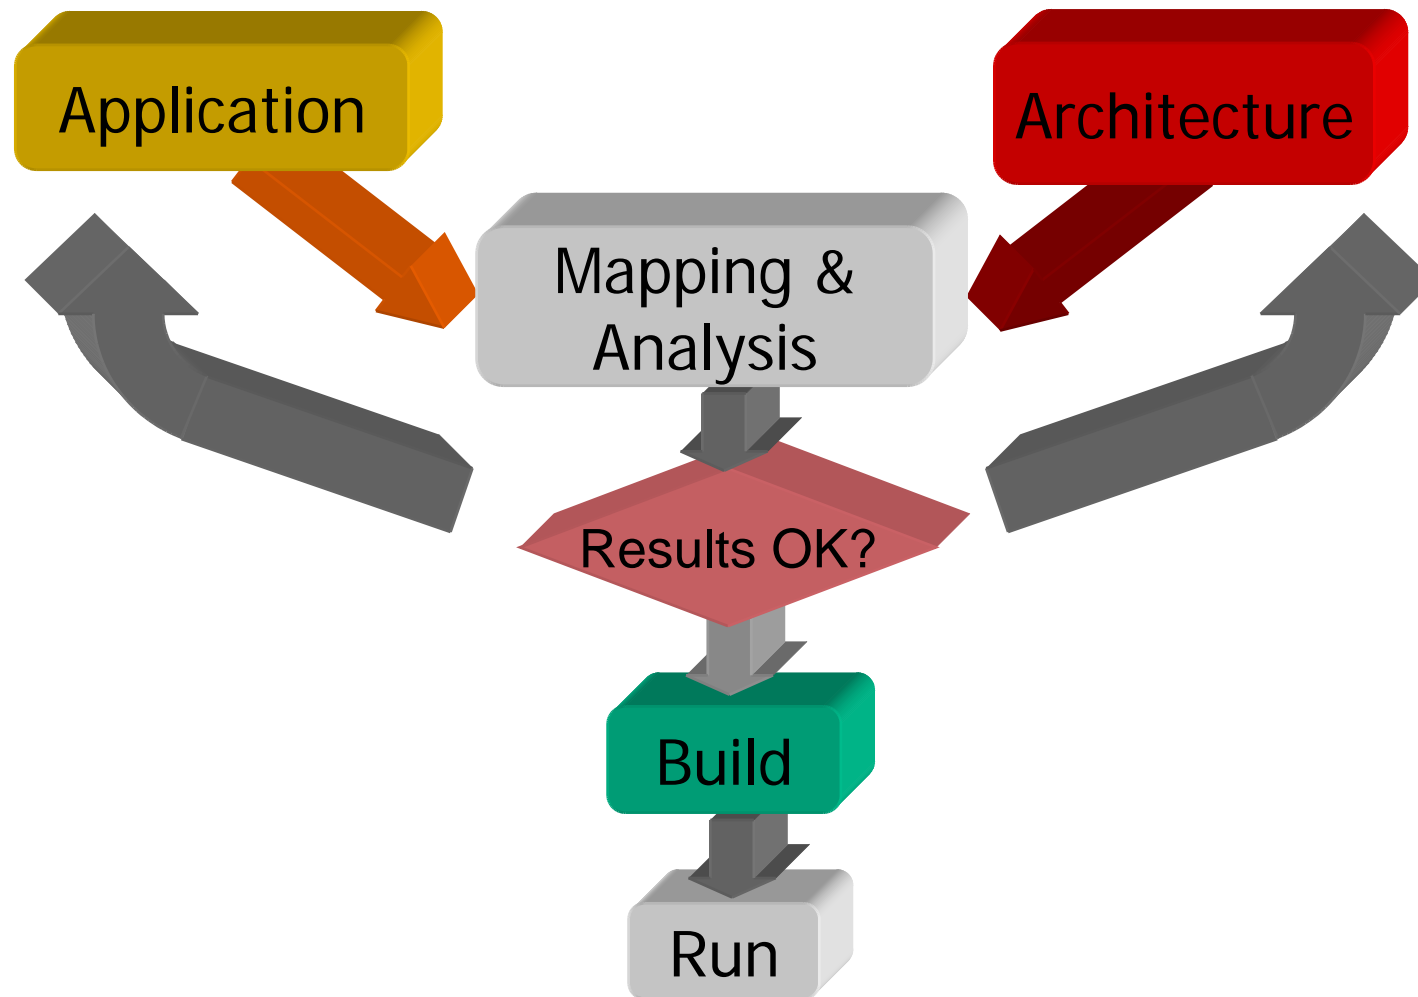 Application
Architecture
Mapping &
Analysis
Results OK?
Build
Run